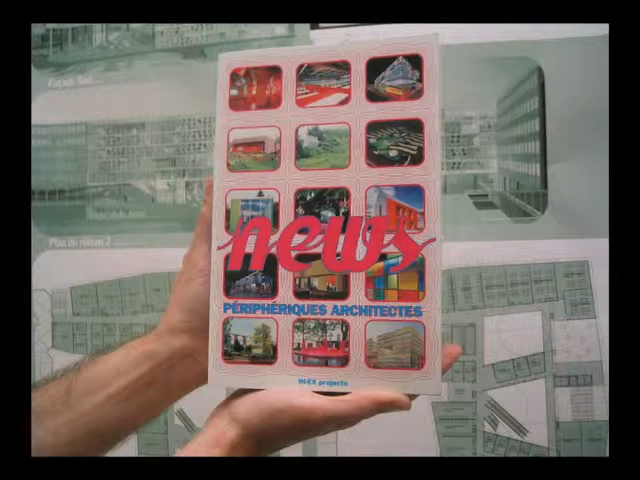 Façade Sud
Plan du niveau 2
news
PÉRIPHÉRIQUES ARCHITECTES
IN-EX projects